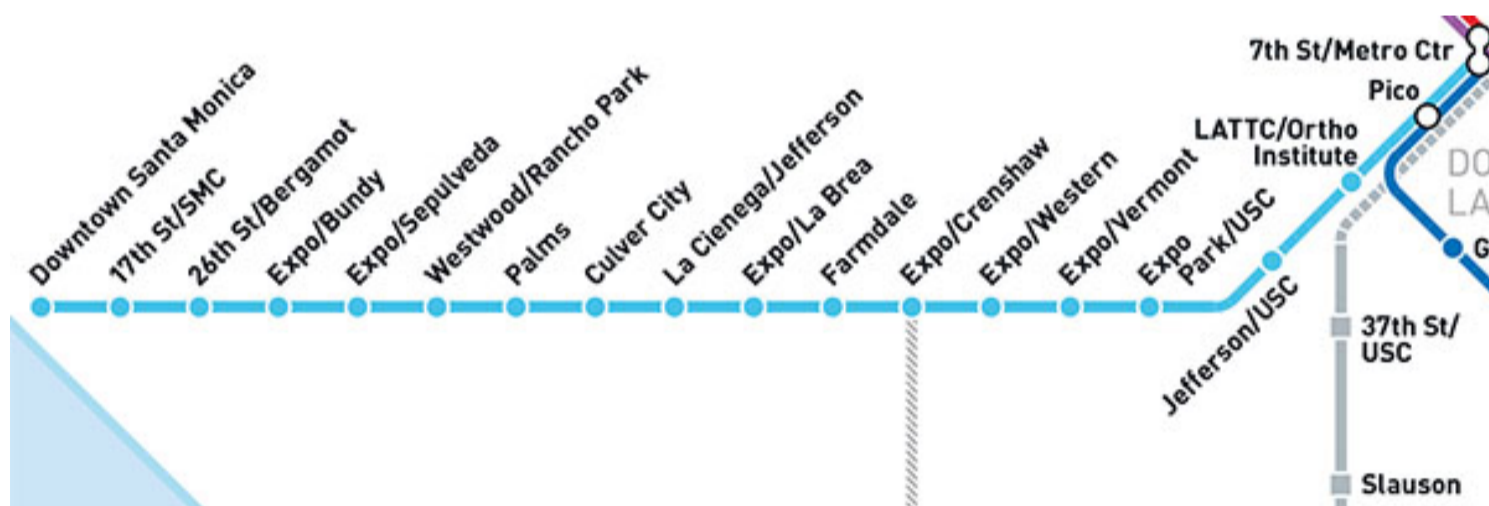 Downtown Santa Monica
17th St/SMC
26th St/Bergamot
Expo/Bundy
Expo/Sepulveda
Westwood/Rancho Park
Palms
Culver City
La Cienega/Jefferson
Expo/La Brea
Farmdale
Expo/Crenshaw
Expo/Western
Expo/Vermont
Expo
Park/USC
Jefferson/USC
LATTC/Ortho
Institute
Pico
7th St/Metro Ctr
DO
LA
G
37th St/
USC
Slauson